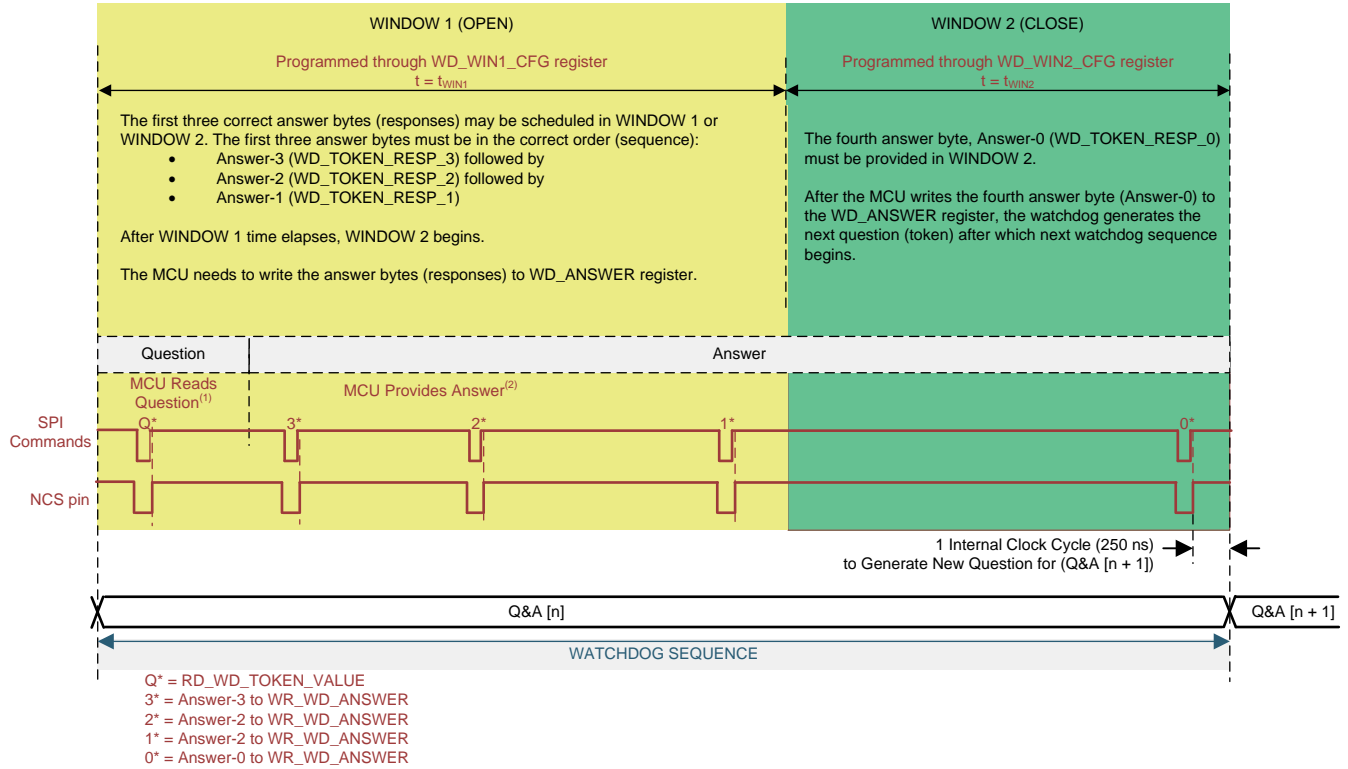 WINDOW 1 (OPEN)
WINDOW 2 (CLOSE)
Programmed through WD_WIN1_CFG register
t = tWIN1
Programmed through WD_WIN2_CFG register
t = tWIN2
The first three correct answer bytes (responses) may be scheduled in WINDOW 1 or
WINDOW 2. The first three answer bytes must be in the correct order (sequence):
• Answer-3 (WD_TOKEN_RESP_3) followed by
• Answer-2 (WD_TOKEN_RESP_2) followed by
• Answer-1 (WD_TOKEN_RESP_1)
After WINDOW 1 time elapses, WINDOW 2 begins.
The MCU needs to write the answer bytes (responses) to WD_ANSWER register.
The fourth answer byte, Answer-0 (WD_TOKEN_RESP_0)
must be provided in WINDOW 2.
After the MCU writes the fourth answer byte (Answer-0) to
the WD_ANSWER register, the watchdog generates the
next question (token) after which next watchdog sequence
begins.
Question
Answer
MCU Reads
Question(1)
MCU Provides Answer(2)
SPI
Commands
Q*
3*
2*
1*
0*
NCS pin
1 Internal Clock Cycle (250 ns)
to Generate New Question for (Q&A [n + 1])
Q&A [n]
Q&A [n + 1]
WATCHDOG SEQUENCE
Q* = RD_WD_TOKEN_VALUE
3* = Answer-3 to WR_WD_ANSWER
2* = Answer-2 to WR_WD_ANSWER
1* = Answer-2 to WR_WD_ANSWER
0* = Answer-0 to WR_WD_ANSWER